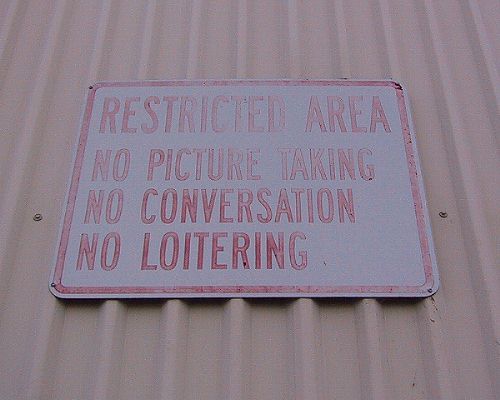 RESTRICTED AREA
NO PICTURE TAKING
NO CONVERSATION
NO LOITERING